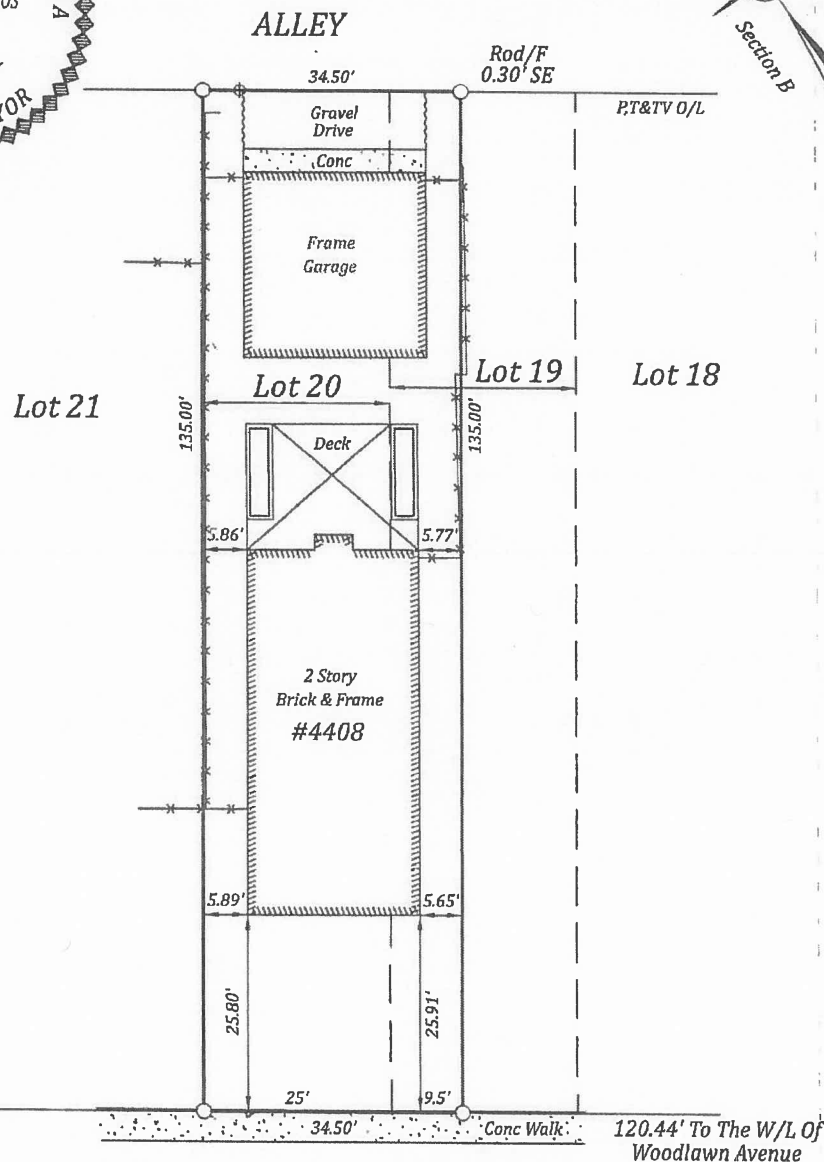 OS
A
YOR
ALLEY
Section B
Rod/F
0.30' SE
34.50'
P,T&TV O/L
Gravel
Drive
Conc
Frame
Garage
Lot 19
Lot 18
Lot 20
Lot 21
135.00'
135.00'
Deck
5.86'
5.77'
2 Story
Brick & Frame
#4408
5.89'
5.65'
25.80'
25.91'
25'
9.5'
34.50'
Conc Walk
120.44' To The W/L Of
Woodlawn Avenue